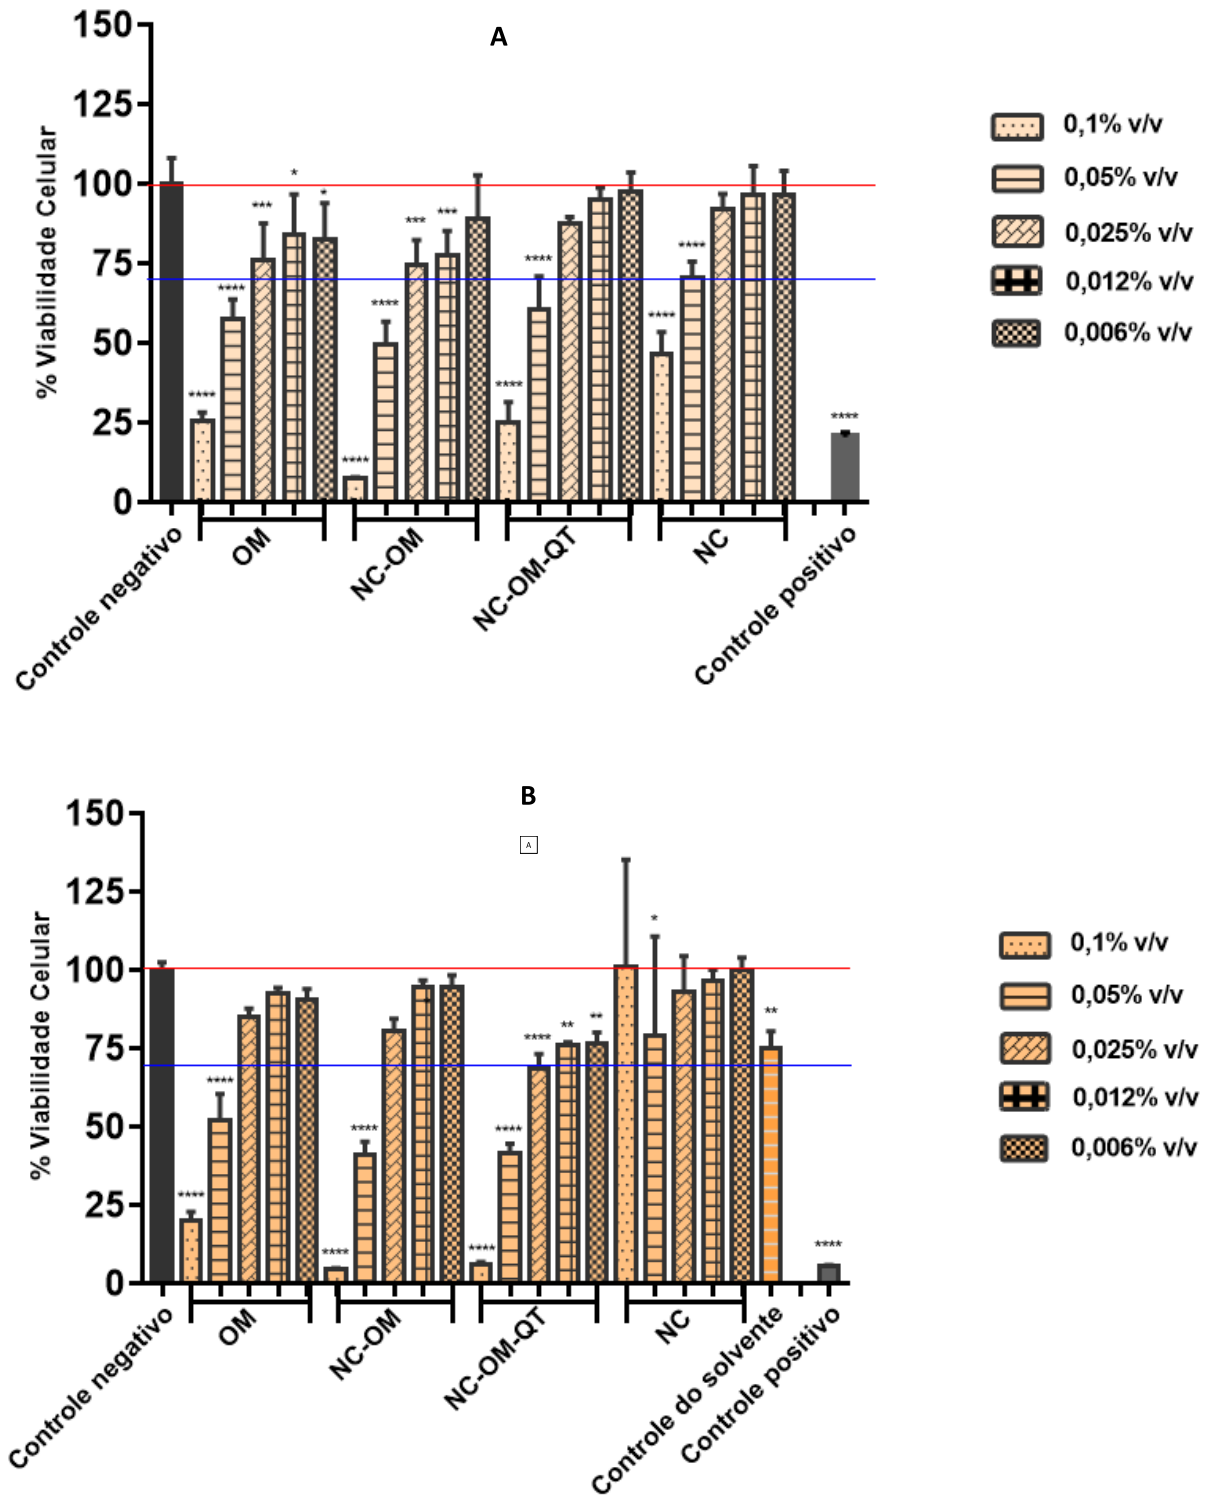 A
150
125
100
75
50
25
0
% Viabilidade Celular
**** **** *** * *
**** **** *** ***
**** ****
**** ****
****
Controle negativo
OM
NC-OM
NC-OM-QT
NC
Controle positivo
0,1% v/v
0,05% v/v
0,025% v/v
0,012% v/v
0,006% v/v
B
A
150
125
100
75
50
25
0
% Viabilidade Celular
**** ****
**** ****
**** **** **** ** **
*
**
****
Controle negativo
OM
NC-OM
NC-OM-QT
NC
Controle do solvente
Controle positivo
0,1% v/v
0,05% v/v
0,025% v/v
0,012% v/v
0,006% v/v